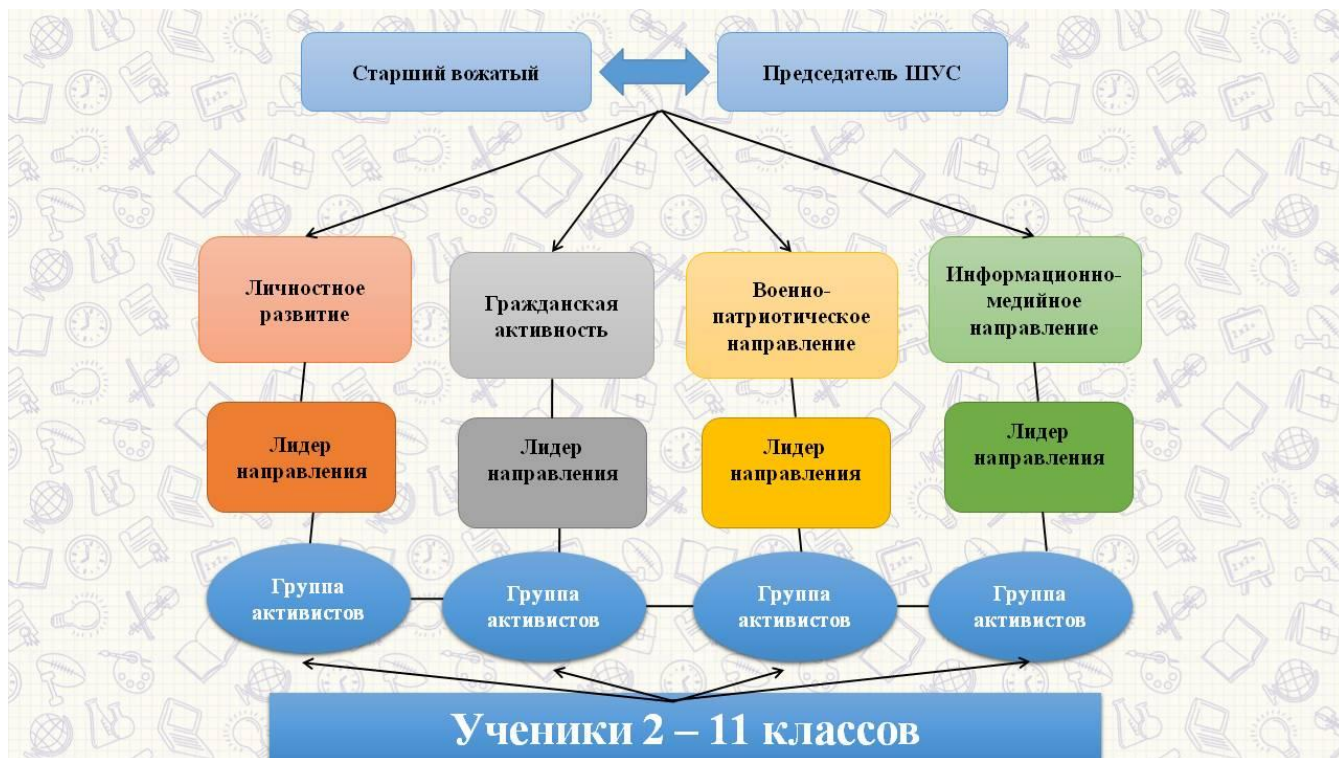 Старший вожатый
Председатель ШУС
Личностное
развитие
Гражданская
активность
Военно-
патриотическое
направление
Информационно-
медийное
направление
Лидер
направления
Лидер
направления
Лидер
направления
Лидер
направления
Группа
активистов
Группа
активистов
Группа
активистов
Группа
активистов
Ученики 2 – 11 классов